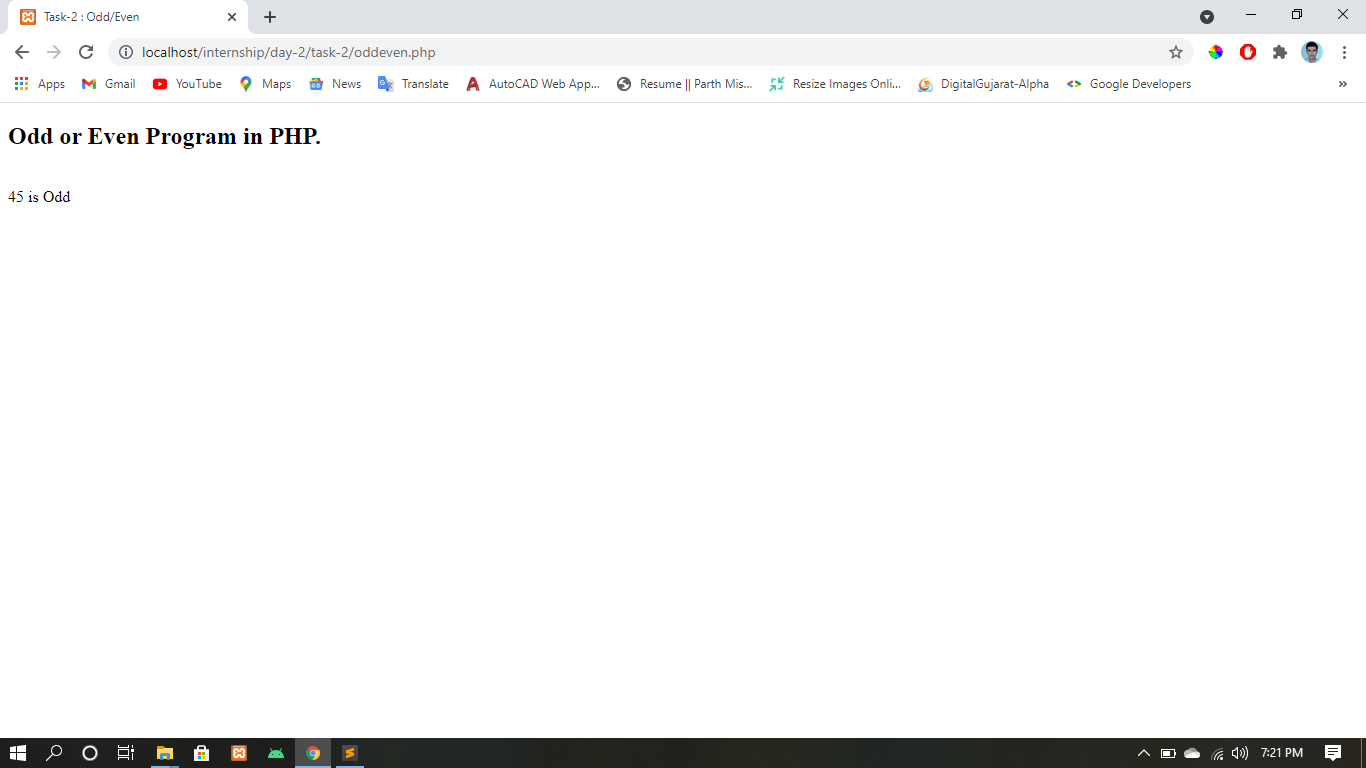 Task-2 : Odd/Even
localhost/internship/day-2/task-2/oddeven.php
Apps Gmail YouTube Maps News Translate AutoCAD Web App... Resume || Parth Mis... Resize Images Onli... DigitalGujarat-Alpha Google Developers »
Odd or Even Program in PHP.
45 is Odd
7:21 PM